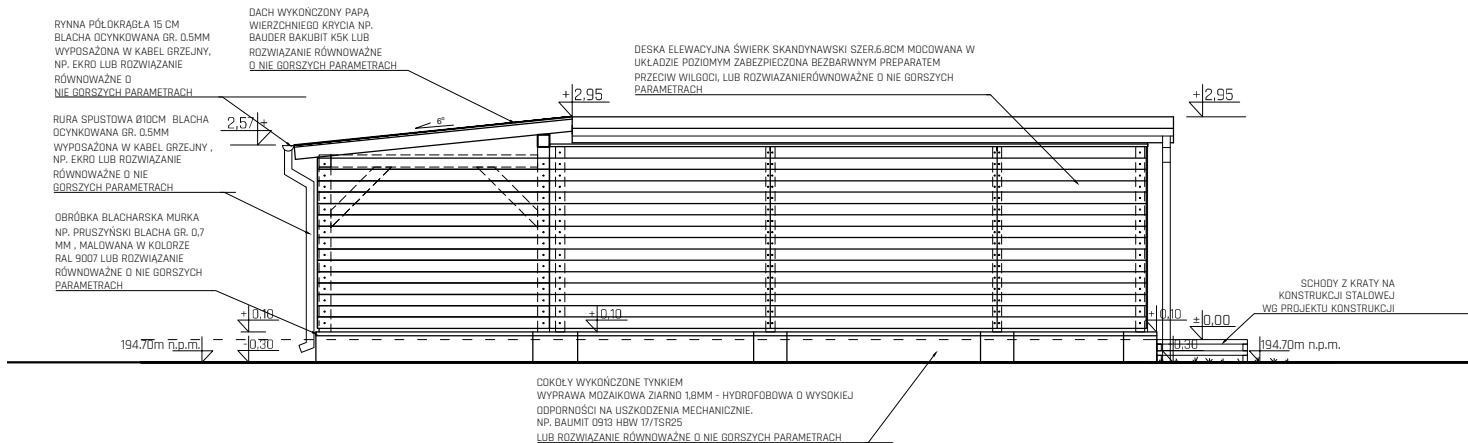 RYNNA PÓŁOKRĄGŁA 15 CM
BLACHA OCYNKOWANA GR. 0.5MM
WYPOSAŻONA W KABEL GRZEJNY,
NP. EKRO LUB ROZWIĄZANIE
RÓWNOWAŻNE O
NIE GORSZYCH PARAMETRACH
DACH WYKOŃCZONY PAPĄ
WIERZCHNIEGO KRYCIA NP.
BAUDER BAKUBIT K5K LUB
ROZWIĄZANIE RÓWNOWAŻNE
O NIE GORSZYCH PARAMETRACH
DESKA ELEWACYJNA ŚWIERK SKANDYNAWSKI SZER.6.8CM MOCOWANA W
UKŁADZIE POZIOMYM ZABEZPIECZONA BEZBARWNYM PREPARATEM
PRZECIW WILGOCI, LUB ROZWIAZANIERÓWNOWAŻNE O NIE GORSZYCH
PARAMETRACH
+2,95
+2,95
6°
2,57 +
RURA SPUSTOWA Ø10CM BLACHA
OCYNKOWANA GR. 0.5MM
WYPOSAŻONA W KABEL GRZEJNY ,
NP. EKRO LUB ROZWIĄZANIE
RÓWNOWAŻNE O NIE
GORSZYCH PARAMETRACH
OBRÓBKA BLACHARSKA MURKA
NP. PRUSZYŃSKI BLACHA GR. 0,7
MM , MALOWANA W KOLORZE
RAL 9007 LUB ROZWIĄZANIE
RÓWNOWAŻNE O NIE GORSZYCH
PARAMETRACH
SCHODY Z KRATY NA
KONSTRUKCJI STALOWEJ
WG PROJEKTU KONSTRUKCJI
+0,10
+0,10
+0,10
±0,00
194.70m n.p.m.
-0,30
-0,30
194.70m n.p.m.
COKOŁY WYKOŃCZONE TYNKIEM
WYPRAWA MOZAIKOWA ZIARNO 1,8MM - HYDROFOBOWA O WYSOKIEJ
ODPORNOŚCI NA USZKODZENIA MECHANICZNIE.
NP. BAUMIT 0913 HBW 17/TSR25
LUB ROZWIĄZANIE RÓWNOWAŻNE O NIE GORSZYCH PARAMETRACH